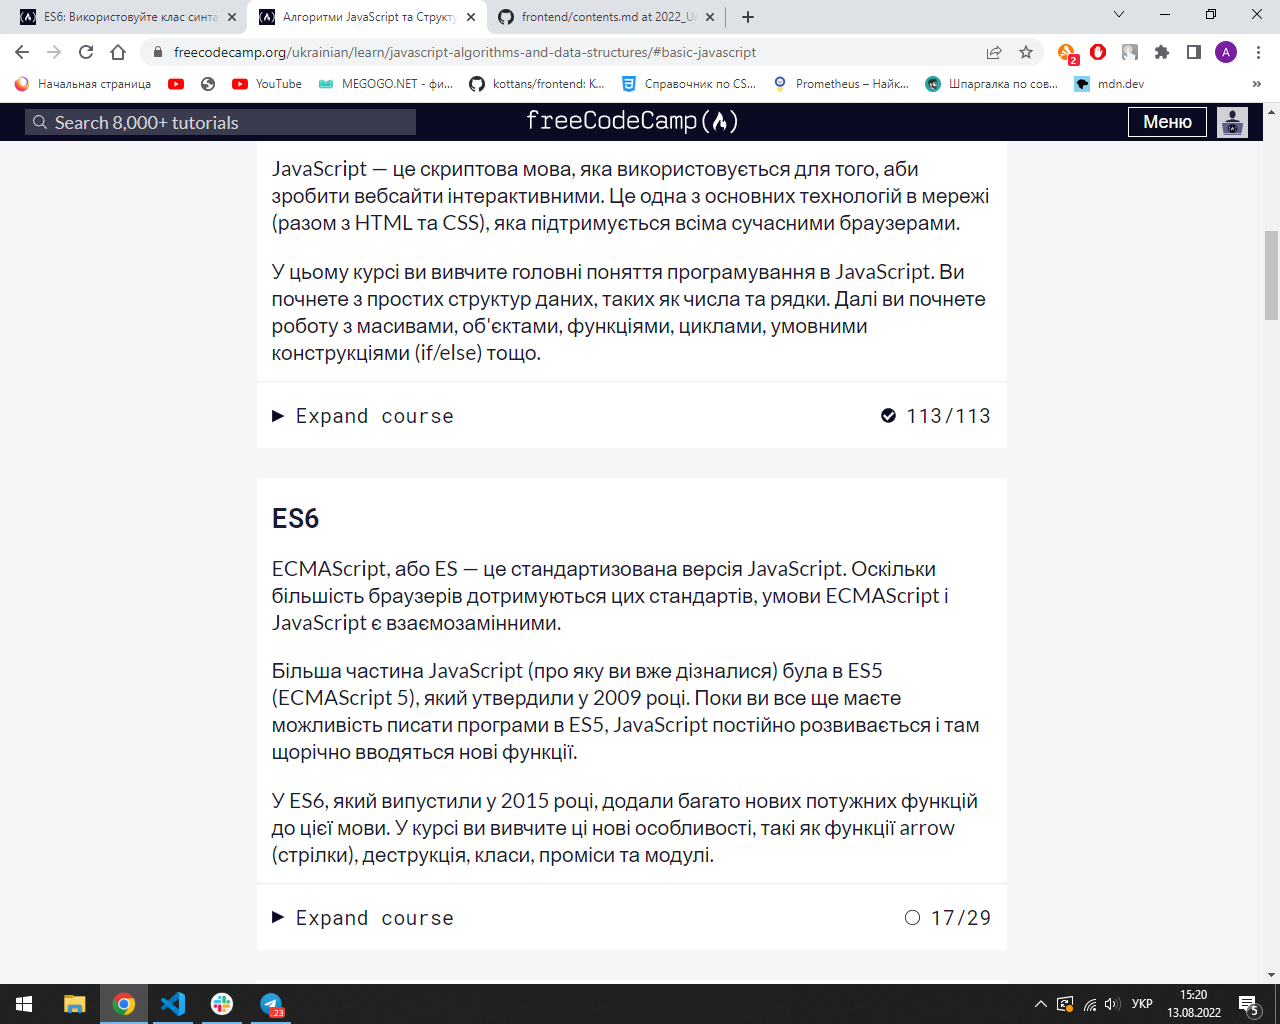 ES6: Використовуйте клас синта
Алгоритми JavaScript та Структу
frontend/contents.md at 2022_U
freecodecamp.org/ukrainian/learn/javascript-algorithms-and-data-structures/#basic-javascript
2
A
Начальная страница
YouTube
MEGOGO.NET - фи...
kottans/frontend: K...
Справочник по CS...
Prometheus – Найк...
Шпаргалка по сов...
mdn.dev
»
Search 8,000+ tutorials
freeCodeCamp
Меню
JavaScript — це скриптова мова, яка використовується для того, аби
зробити вебсайти інтерактивними. Це одна з основних технологій в мережі
(разом з HTML та CSS), яка підтримується всіма сучасними браузерами.
У цьому курсі ви вивчите головні поняття програмування в JavaScript. Ви
почнете з простих структур даних, таких як числа та рядки. Далі ви почнете
роботу з масивами, об'єктами, функціями, циклами, умовними
конструкціями (if/else) тощо.
Expand course
113/113
ES6
ECMAScript, або ES — це стандартизована версія JavaScript. Оскільки
більшість браузерів дотримуються цих стандартів, умови ECMAScript і
JavaScript є взаємозамінними.
Більша частина JavaScript (про яку ви вже дізналися) була в ES5
(ECMAScript 5), який утвердили у 2009 році. Поки ви все ще маєте
можливість писати програми в ES5, JavaScript постійно розвивається і там
щорічно вводяться нові функції.
У ES6, який випустили у 2015 році, додали багато нових потужних функцій
до цієї мови. У курсі ви вивчите ці нові особливості, такі як функції arrow
(стрілки), деструкція, класи, проміси та модулі.
Expand course
17/29
23
УКР
15:20
13.08.2022
5